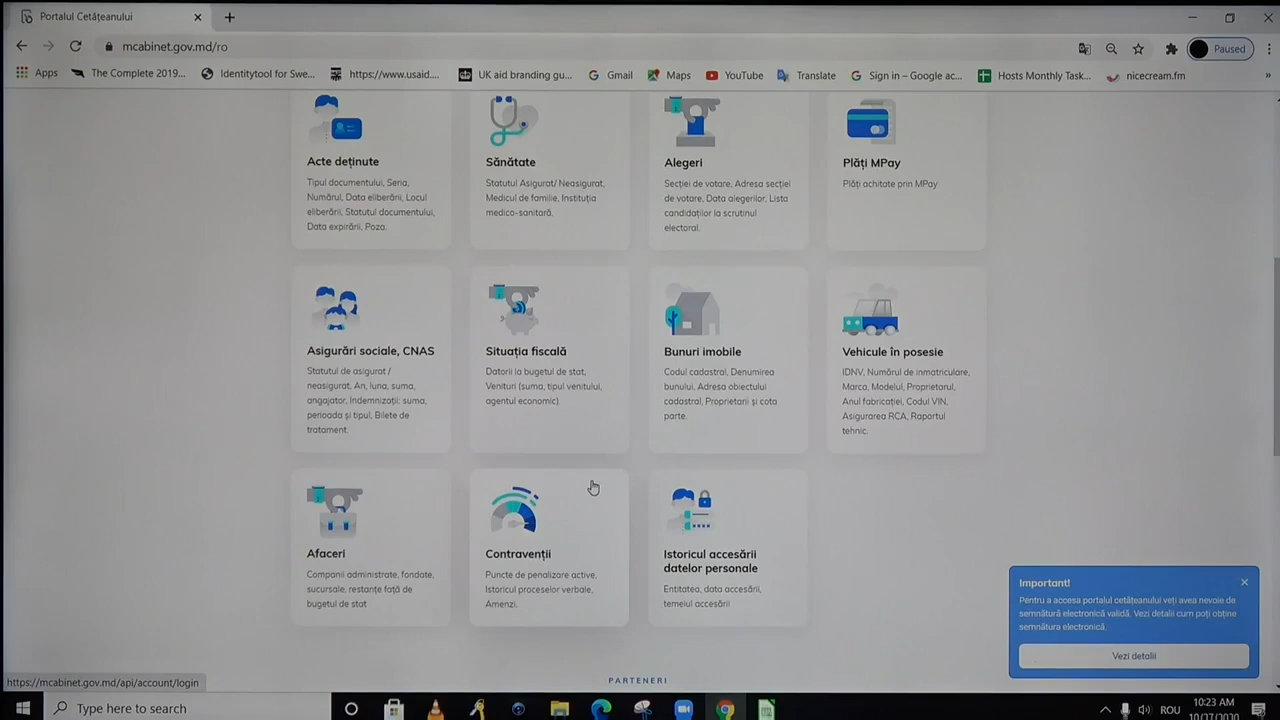 Portalul Cetățeanului
mcabinet.gov.md/ro
Paused
Apps
The Complete 2019...
Identitytool for Swe...
https://www.usaid....
UK aid branding gu...
Gmail
Maps
YouTube
Translate
Sign in – Google ac...
Hosts Monthly Task...
nicecream.fm
»
Acte deținute
Tipul documentului, Seria,
Numărul, Data eliberării, Locul
eliberării, Statutul documentului,
Data expirării, Poza.
Sănătate
Statutul Asigurat/ Neasigurat,
Medicul de familie, Instituția
medico-sanitară.
Alegeri
Secției de votare, Adresa secției
de votare, Data alegerilor, Lista
candidaților la scrutinul
electoral.
Plăți MPay
Plăți achitate prin MPay
Asigurări sociale, CNAS
Statutul de asigurat /
neasigurat, An, luna, suma,
angajator, Indemnizații: suma,
perioada și tipul, Bilete de
tratament.
Situația fiscală
Datorii la bugetul de stat,
Venituri (suma, tipul venitului,
agentul economic).
Bunuri imobile
Codul cadastral, Denumirea
bunului, Adresa obiectului
cadastral, Proprietarii și cota
parte.
Vehicule în posesie
IDNV, Numărul de inmatriculare,
Marca, Modelul, Proprietarul,
Anul fabricației, Codul VIN,
Asigurarea RCA, Raportul
tehnic.
Afaceri
Companii administrate, fondate,
sucursale, restanțe față de
bugetul de stat
Contravenții
Puncte de penalizare active,
Istoricul proceselor verbale,
Amenzi.
Istoricul accesării
datelor personale
Entitatea, data accesării,
temeiul accesării
Important!
Pentru a accesa portalul cetățeanului veți avea nevoie de
semnătură electronică validă. Vezi detalii cum poți obține
semnătura electronică.
Vezi detalii
PARTENERI
https://mcabinet.gov.md/api/account/login
Type here to search
ROU
10:23 AM
10/27/2020